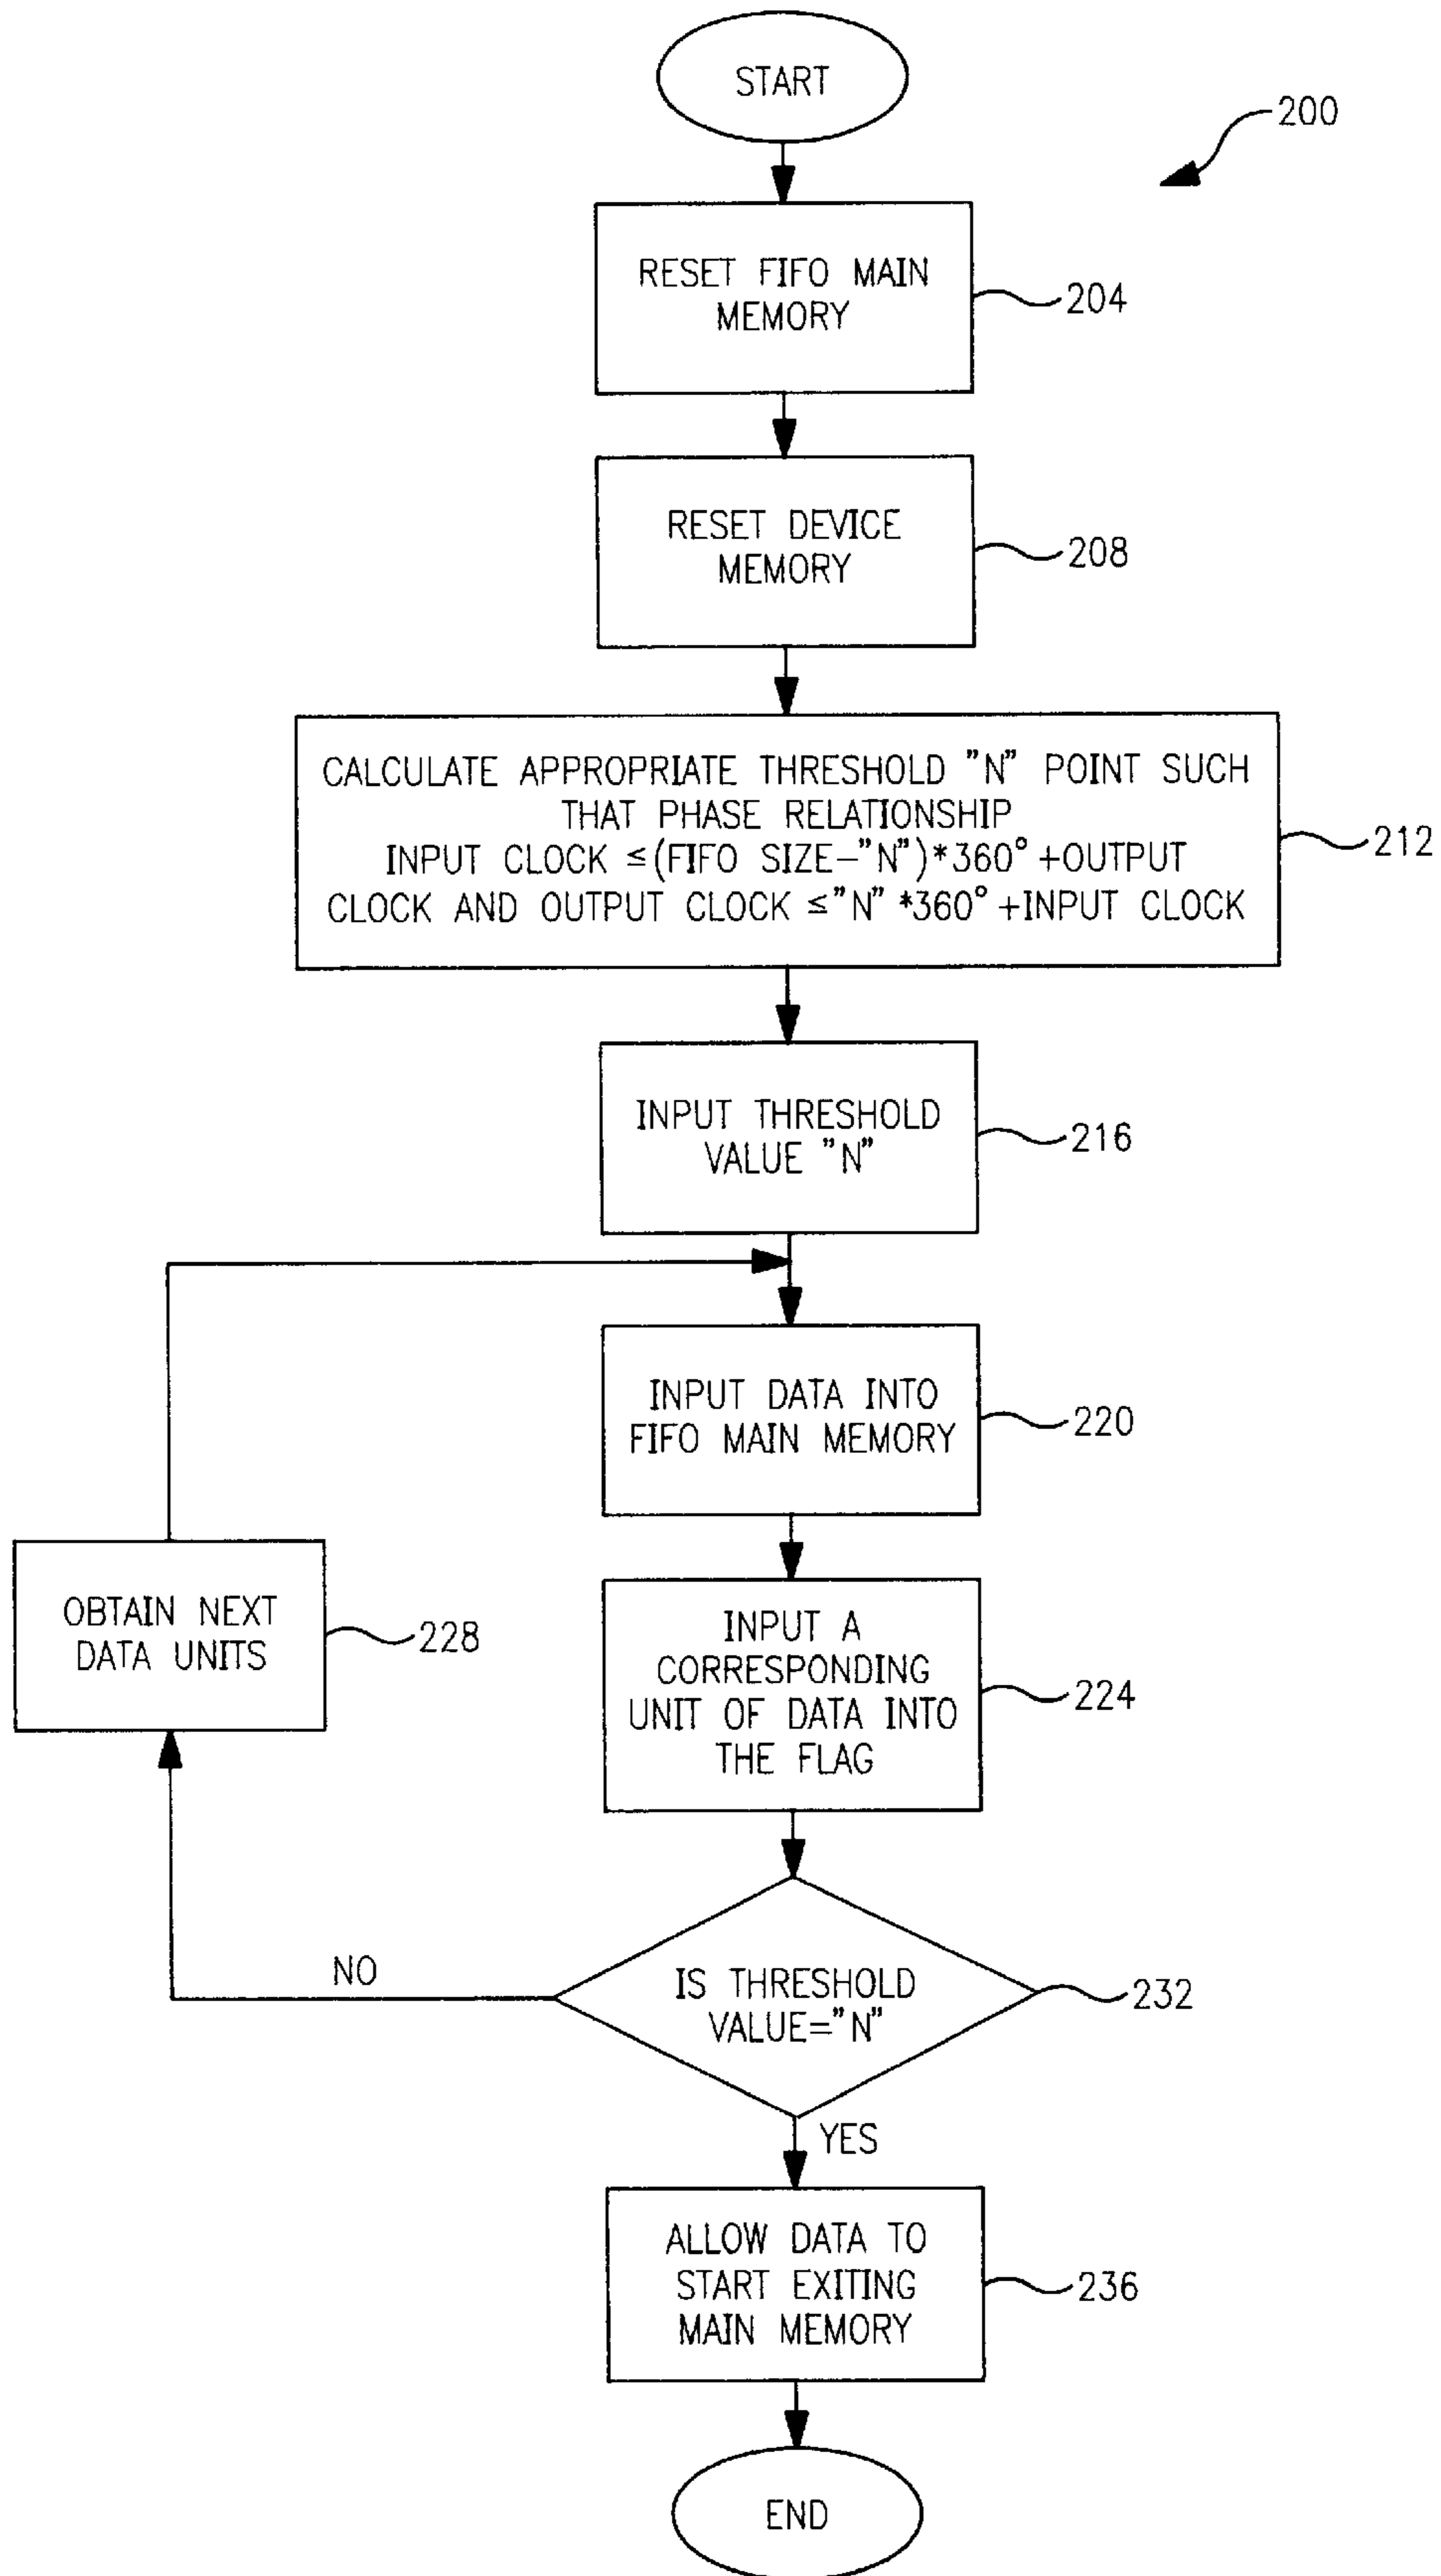 START
200
RESET FIFO MAIN
MEMORY
204
RESET DEVICE
MEMORY
208
CALCULATE APPROPRIATE THRESHOLD "N" POINT SUCH
THAT PHASE RELATIONSHIP
INPUT CLOCK ≤(FIFO SIZE-"N")*360° +OUTPUT
CLOCK AND OUTPUT CLOCK ≤"N" *360° +INPUT CLOCK
212
INPUT THRESHOLD
VALUE "N"
216
INPUT DATA INTO
FIFO MAIN MEMORY
220
OBTAIN NEXT
DATA UNITS
228
INPUT A
CORRESPONDING
UNIT OF DATA INTO
THE FLAG
224
NO
IS THRESHOLD
VALUE="N"
232
YES
ALLOW DATA TO
START EXITING
MAIN MEMORY
236
END